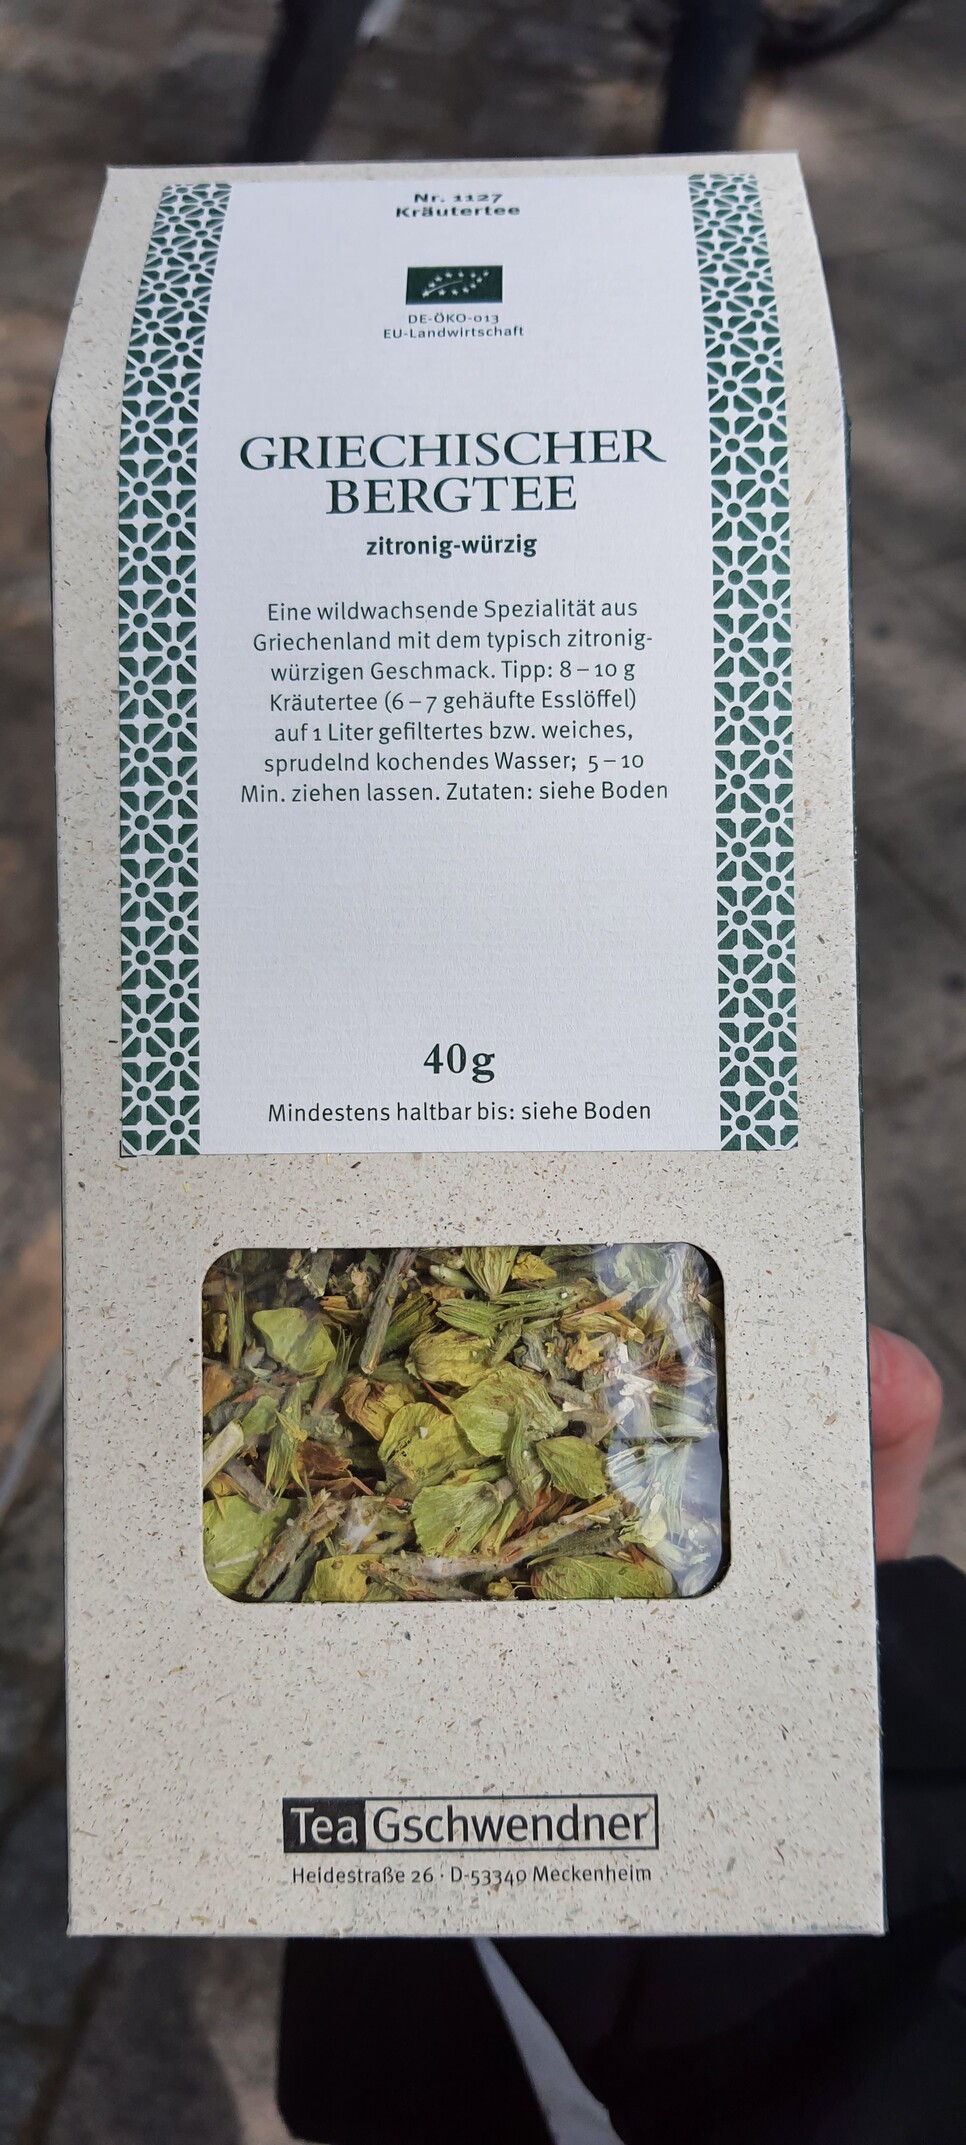 Nr. 1127
Kräutertee
DE-ÖKO-013
EU-Landwirtschaft
GRIECHISCHER
BERGTEE
zitronig-würzig
Eine wildwachsende Spezialität aus
Griechenland mit dem typisch zitronig-
würzigen Geschmack. Tipp: 8 – 10 g
Kräutertee (6 – 7 gehäufte Esslöffel)
auf 1 Liter gefiltertes bzw. weiches,
sprudelnd kochendes Wasser; 5 – 10
Min. ziehen lassen. Zutaten: siehe Boden
40g
Mindestens haltbar bis: siehe Boden
Tea Gschwendner
Heidestraße 26 · D-53340 Meckenheim